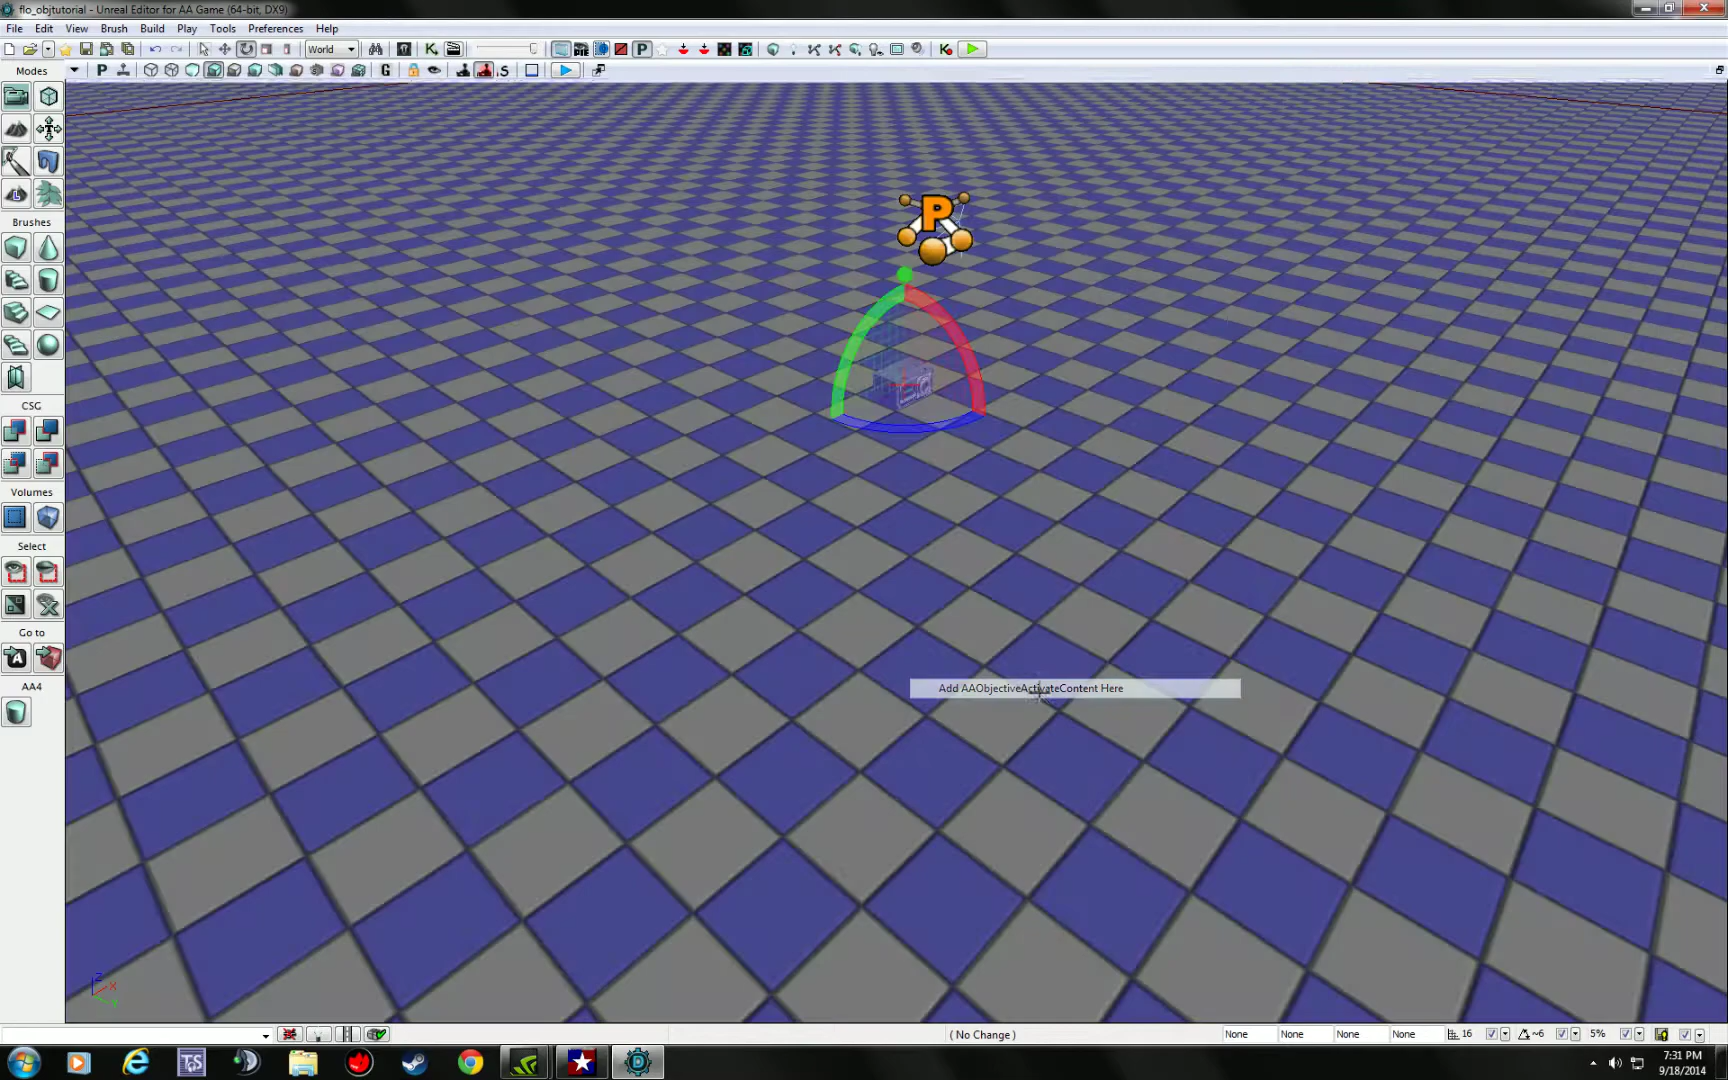 flo_objtutorial - Unreal Editor for AA Game (64-bit, DX9)
File Edit View Brush Build Play Tools Preferences Help
World
P
Modes
P G S
L
P
Brushes
CSG
Volumes
Select
Go to
A
AA4
Add AAObjectiveActivateContent Here
Z
X
Y
( No Change )
None None None None 16 ~6 5%
TS
D
7:31 PM
9/18/2014